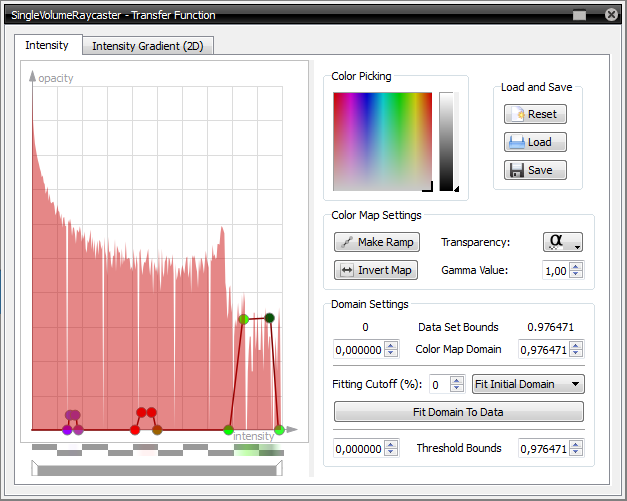 SingleVolumeRaycaster - Transfer Function
Intensity
Intensity Gradient (2D)
opacity
intensity
Color Picking
Load and Save
Reset
Load
Save
Color Map Settings
Make Ramp
Transparency:
α
Invert Map
Gamma Value:
1,00
Domain Settings
0
Data Set Bounds
0.976471
0,000000
Color Map Domain
0,976471
Fitting Cutoff (%):
0
Fit Initial Domain
Fit Domain To Data
0,000000
Threshold Bounds
0,976471